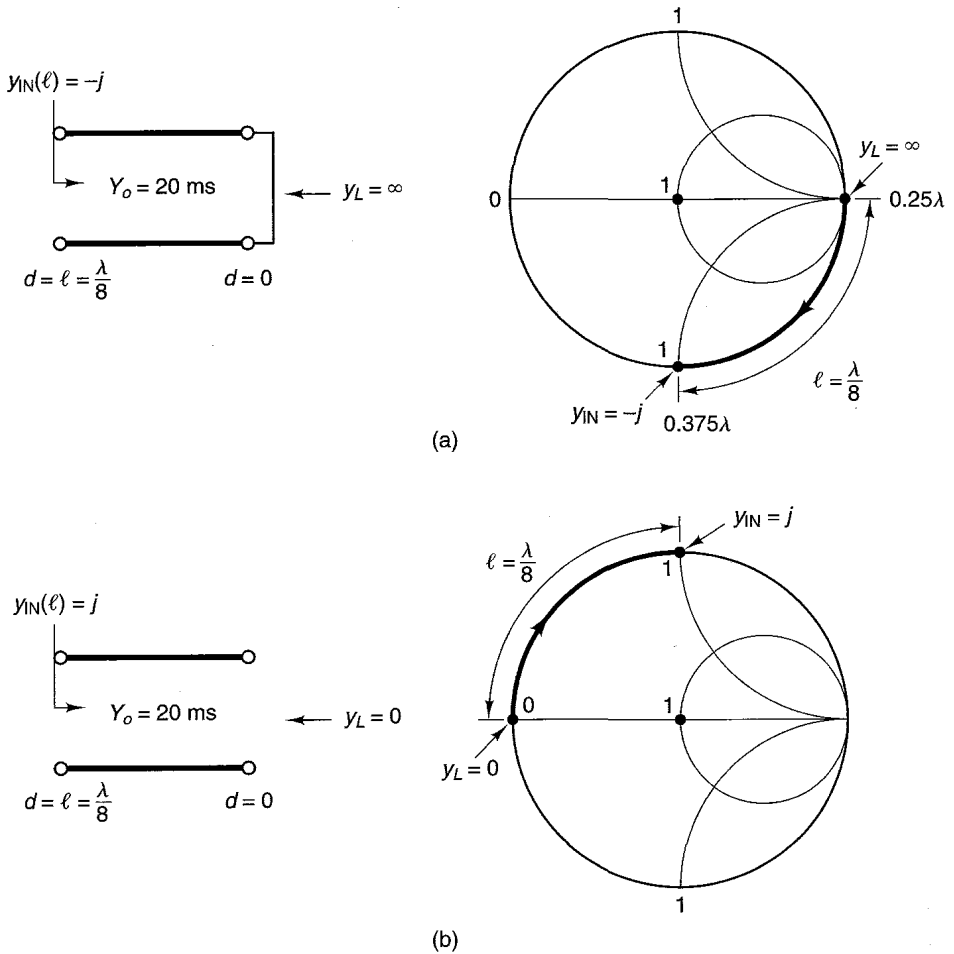 yIN(ℓ) = –j
Yo = 20 ms
yL = ∞
d = ℓ = λ/8
d = 0
1
0
1
yL = ∞
0.25λ
1
ℓ = λ/8
yIN = –j
0.375λ
(a)
yIN(ℓ) = j
Yo = 20 ms
yL = 0
d = ℓ = λ/8
d = 0
yIN = j
ℓ = λ/8
1
0
1
yL = 0
1
(b)